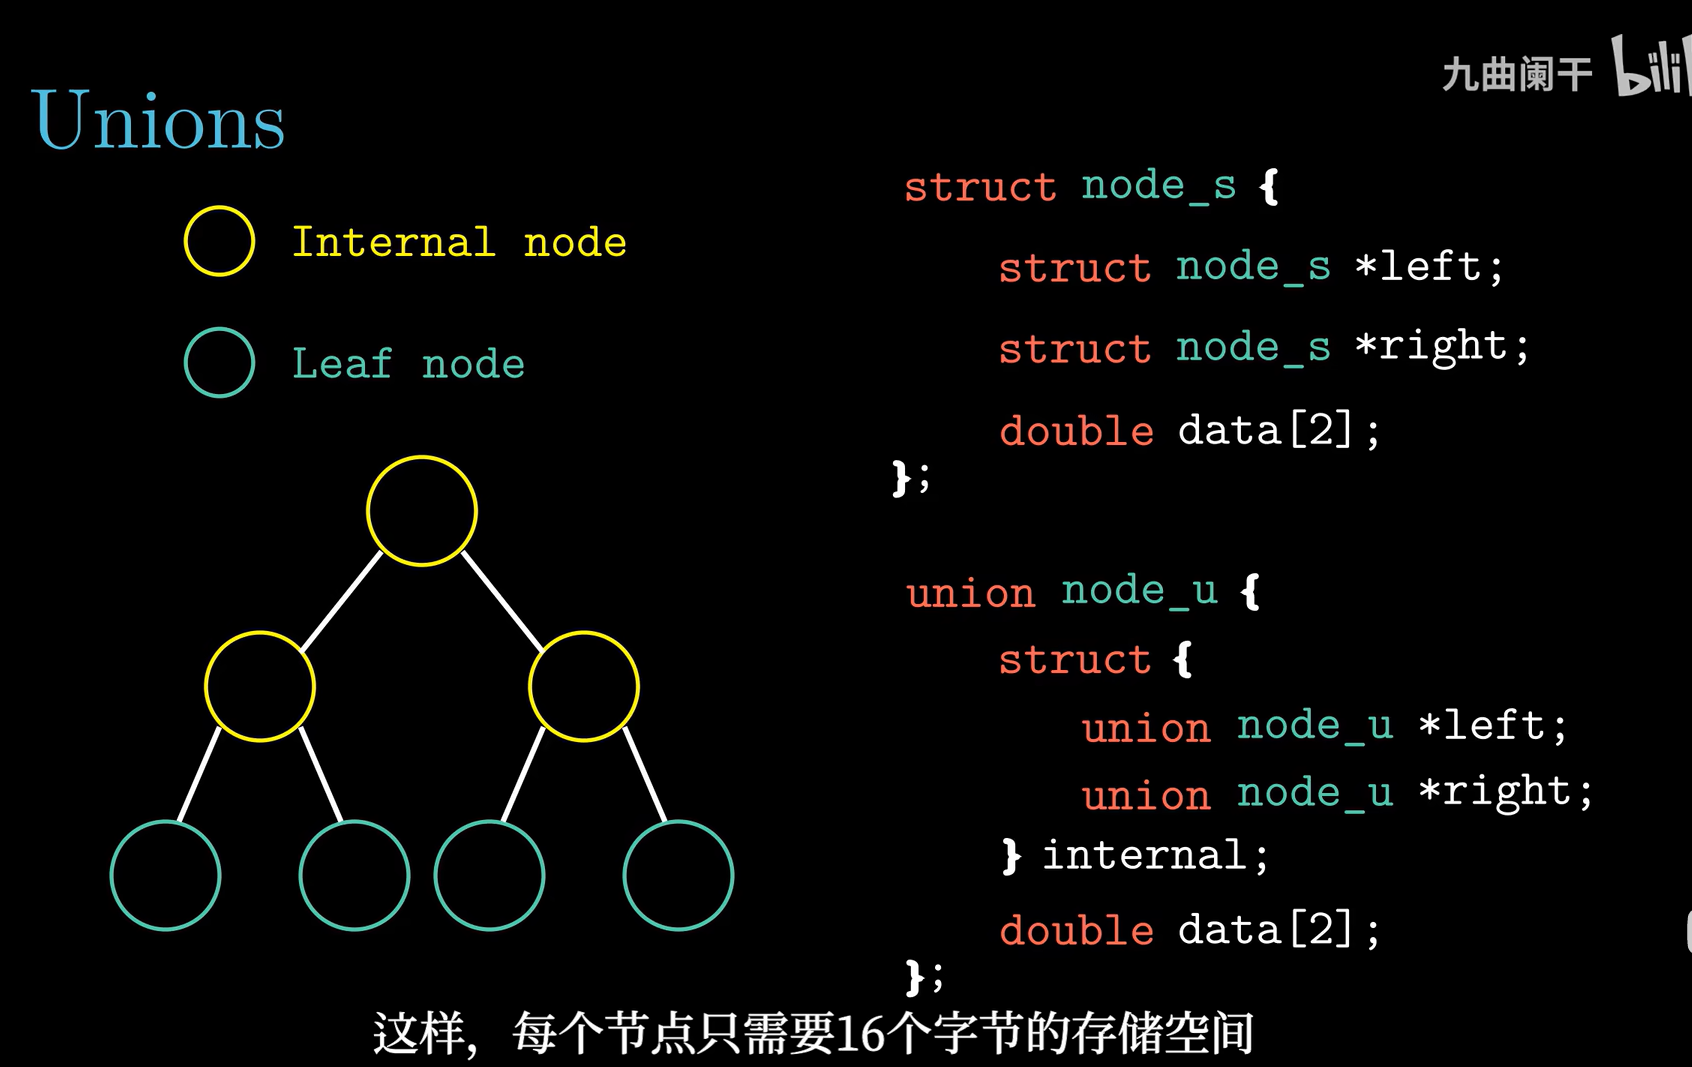 九曲阑干 bili
Unions
Internal node
Leaf node
struct node_s {
struct node_s *left;
struct node_s *right;
double data[2];
};
union node_u {
struct {
union node_u *left;
union node_u *right;
} internal;
double data[2];
};
这样，每个节点只需要16个字节的存储空间